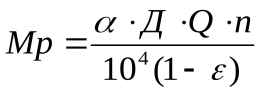 Mp = α · Д · Q · n / 10⁴(1 - ε)